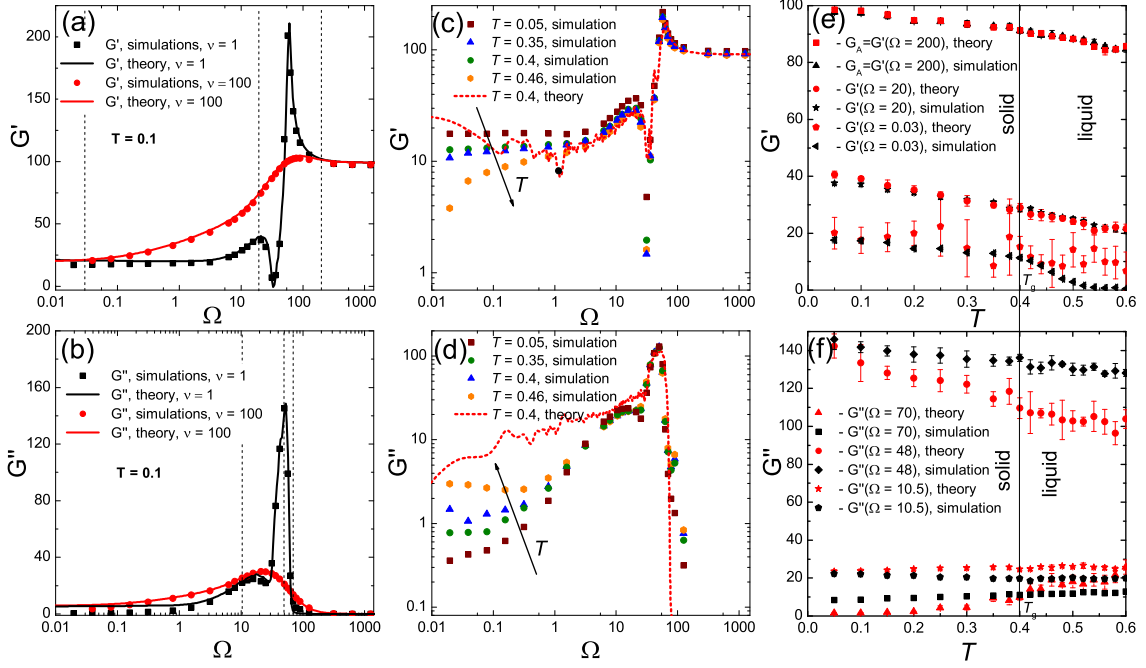 (a)
G', simulations, ν = 1
G', theory, ν = 1
G', simulations, ν = 100
G', theory, ν = 100
T = 0.1
G'
200
150
100
50
0
0.01 0.1 1 10 100 1000
Ω
(b)
G", simulations, ν = 1
G", theory, ν = 1
G", simulations, ν = 100
G", theory, ν = 100
T = 0.1
G"
200
160
120
80
40
0
0.01 0.1 1 10 100 1000
Ω
(c)
T = 0.05, simulation
T = 0.35, simulation
T = 0.4, simulation
T = 0.46, simulation
T = 0.4, theory
T
G'
100
10
1
0.01 0.1 1 10 100 1000
Ω
(d)
T = 0.05, simulation
T = 0.35, simulation
T = 0.4, simulation
T = 0.46, simulation
T = 0.4, theory
T
G"
100
10
1
0.1
0.01 0.1 1 10 100 1000
Ω
(e)
- G_A=G'(Ω = 200), theory
- G_A=G'(Ω = 200), simulation
- G'(Ω = 20), theory
- G'(Ω = 20), simulation
- G'(Ω = 0.03), theory
- G'(Ω = 0.03), simulation
solid
liquid
T_g
G'
100
80
60
40
20
0
0.0 0.1 0.2 0.3 0.4 0.5 0.6
T
(f)
- G"(Ω = 70), theory
- G"(Ω = 70), simulation
- G"(Ω = 48), theory
- G"(Ω = 48), simulation
- G"(Ω = 10.5), theory
- G"(Ω = 10.5), simulation
solid
liquid
T_g
G"
140
120
100
80
60
40
20
0
0.0 0.1 0.2 0.3 0.4 0.5 0.6
T